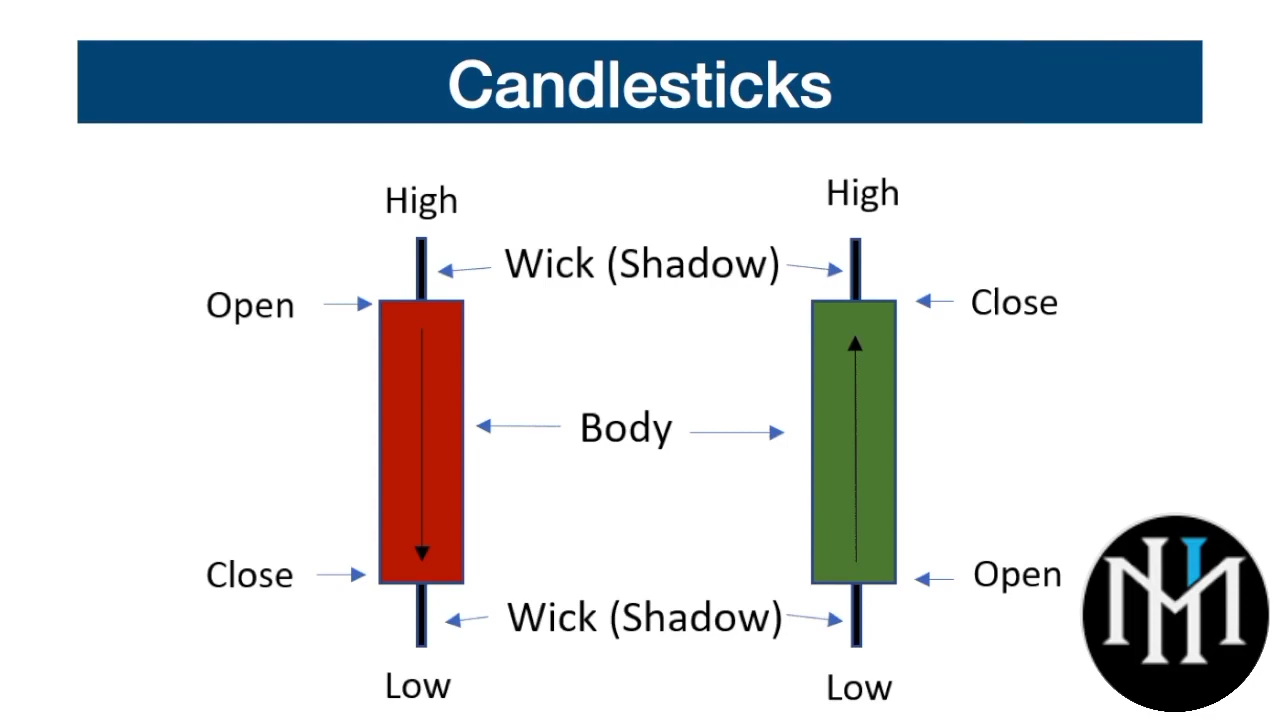 Candlesticks
High
High
Wick (Shadow)
Open
Close
Body
Close
Open
Wick (Shadow)
Low
Low